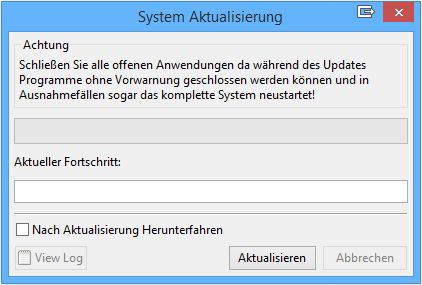 System Aktualisierung
Achtung
Schließen Sie alle offenen Anwendungen da während des Updates
Programme ohne Vorwarnung geschlossen werden können und in
Ausnahmefällen sogar das komplette System neustartet!
Aktueller Fortschritt:
Nach Aktualisierung Herunterfahren
View Log
Aktualisieren
Abbrechen